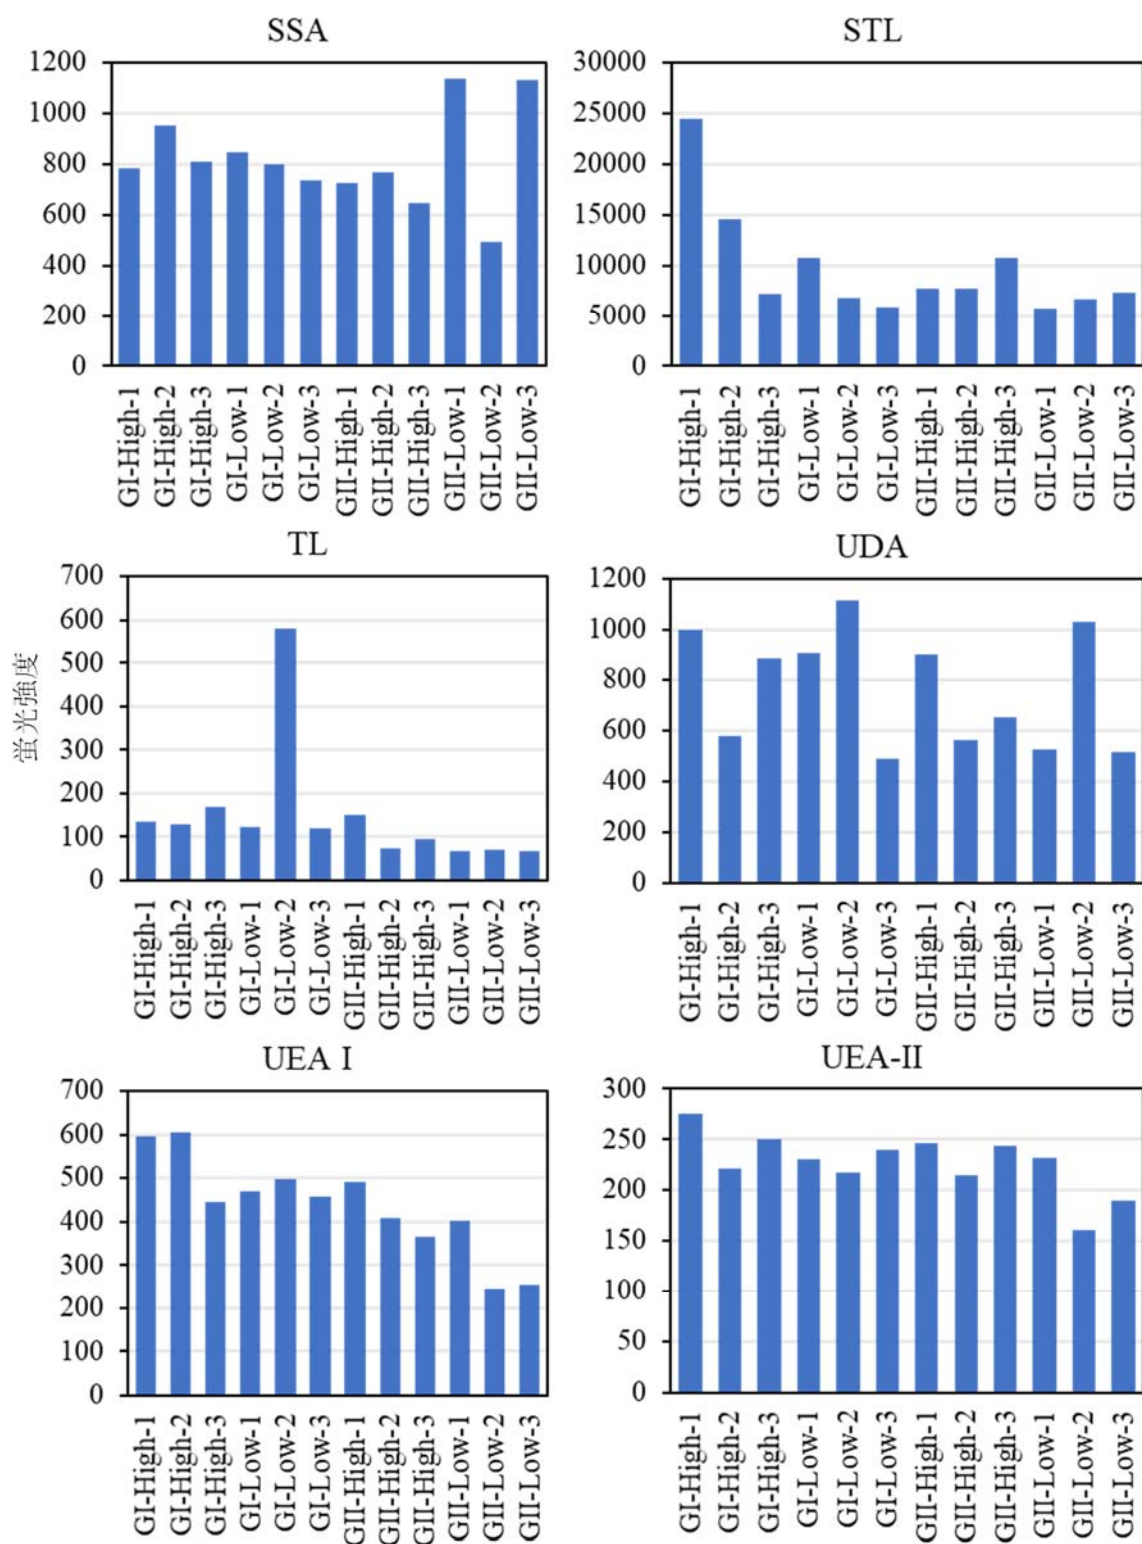 SSA
1200
1000
800
600
400
200
0
GI-High-1
GI-High-2
GI-High-3
GI-Low-1
GI-Low-2
GI-Low-3
GII-High-1
GII-High-2
GII-High-3
GII-Low-1
GII-Low-2
GII-Low-3
STL
30000
25000
20000
15000
10000
5000
0
GI-High-1
GI-High-2
GI-High-3
GI-Low-1
GI-Low-2
GI-Low-3
GII-High-1
GII-High-2
GII-High-3
GII-Low-1
GII-Low-2
GII-Low-3
蛍光強度
TL
700
600
500
400
300
200
100
0
GI-High-1
GI-High-2
GI-High-3
GI-Low-1
GI-Low-2
GI-Low-3
GII-High-1
GII-High-2
GII-High-3
GII-Low-1
GII-Low-2
GII-Low-3
UDA
1200
1000
800
600
400
200
0
GI-High-1
GI-High-2
GI-High-3
GI-Low-1
GI-Low-2
GI-Low-3
GII-High-1
GII-High-2
GII-High-3
GII-Low-1
GII-Low-2
GII-Low-3
UEA I
700
600
500
400
300
200
100
0
GI-High-1
GI-High-2
GI-High-3
GI-Low-1
GI-Low-2
GI-Low-3
GII-High-1
GII-High-2
GII-High-3
GII-Low-1
GII-Low-2
GII-Low-3
UEA-II
300
250
200
150
100
50
0
GI-High-1
GI-High-2
GI-High-3
GI-Low-1
GI-Low-2
GI-Low-3
GII-High-1
GII-High-2
GII-High-3
GII-Low-1
GII-Low-2
GII-Low-3